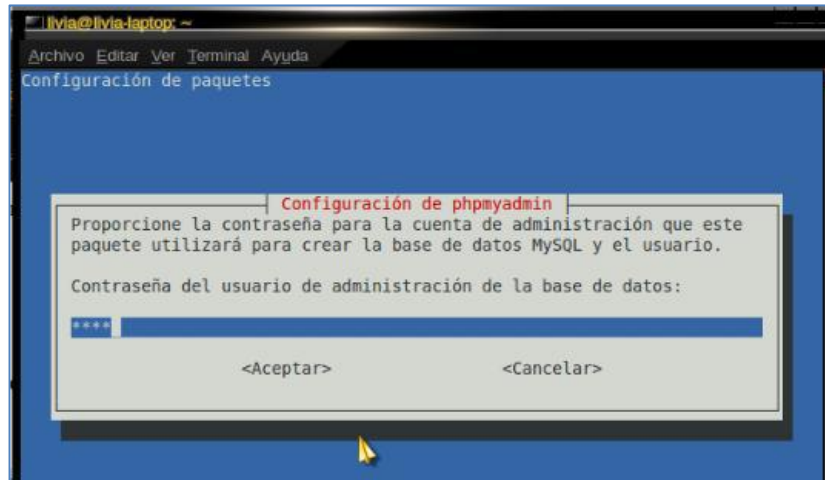 livia@livia-laptop: ~
Archivo Editar Ver Terminal Ayuda
Configuración de paquetes
Configuración de phpmyadmin
Proporcione la contraseña para la cuenta de administración que este
paquete utilizará para crear la base de datos MySQL y el usuario.
Contraseña del usuario de administración de la base de datos:
****
<Aceptar> <Cancelar>